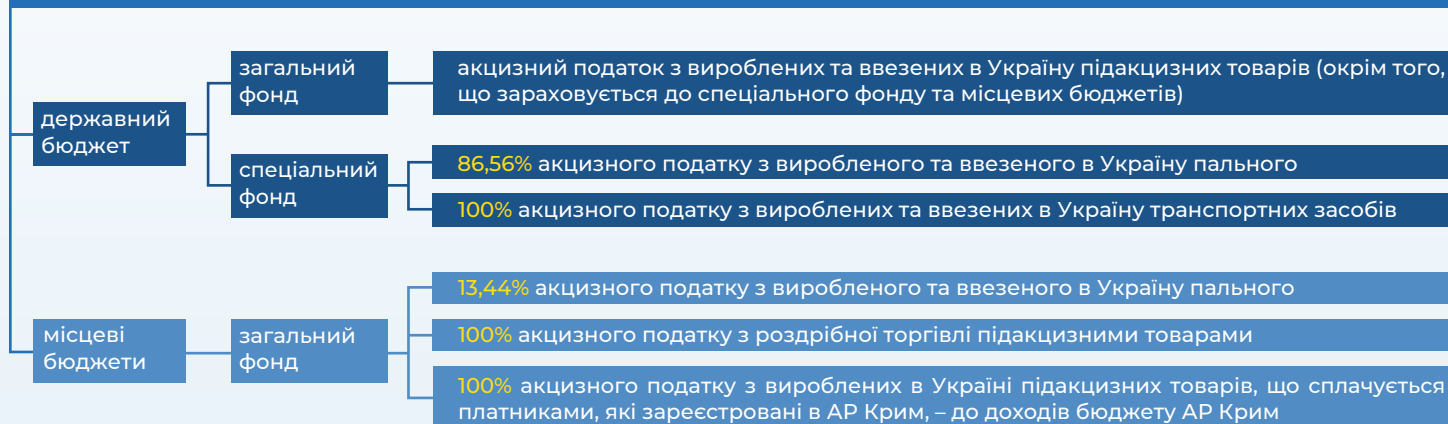 загальний
фонд
акцизний податок з вироблених та ввезених в Україну підакцизних товарів (окрім того,
що зараховується до спеціального фонду та місцевих бюджетів)
державний
бюджет
спеціальний
фонд
86,56% акцизного податку з виробленого та ввезеного в Україну пального
100% акцизного податку з вироблених та ввезених в Україну транспортних засобів
13,44% акцизного податку з виробленого та ввезеного в Україну пального
місцеві
бюджети
загальний
фонд
100% акцизного податку з роздрібної торгівлі підакцизними товарами
100% акцизного податку з вироблених в Україні підакцизних товарів, що сплачується
платниками, які зареєстровані в АР Крим, – до доходів бюджету АР Крим